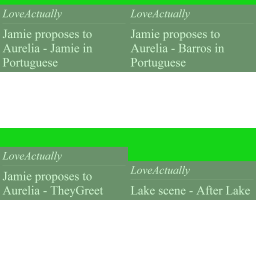 LoveActually
Jamie proposes to
Aurelia - Jamie in
Portuguese
LoveActually
Jamie proposes to
Aurelia - Barros in
Portuguese
LoveActually
Jamie proposes to
Aurelia - TheyGreet
LoveActually
Lake scene - After Lake